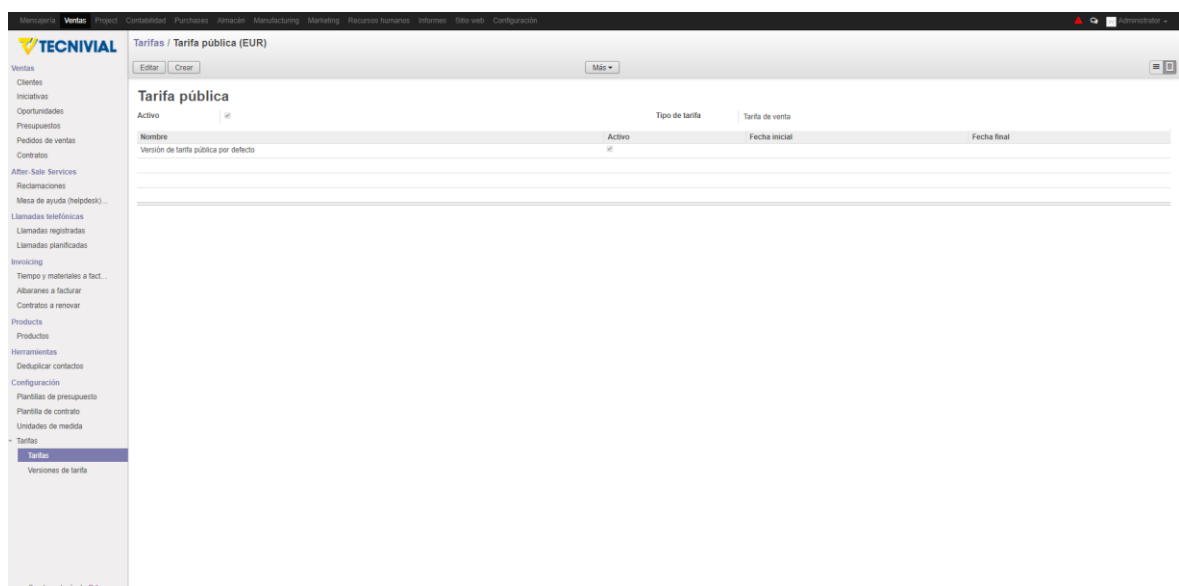 Mensajería Ventas Project Contabilidad Purchases Almacén Manufacturing Marketing Recursos humanos Informes Sitio web Configuración Administrator
TECNIVIAL
Tarifas / Tarifa pública (EUR)
Editar Crear Más
Ventas
Clientes
Iniciativas
Oportunidades
Presupuestos
Pedidos de ventas
Contratos
After-Sale Services
Reclamaciones
Mesa de ayuda (helpdesk)...
Llamadas telefónicas
Llamadas registradas
Llamadas planificadas
Invoicing
Tiempo y materiales a fact...
Albaranes a facturar
Contratos a renovar
Products
Productos
Herramientas
Deduplicar contactos
Configuración
Plantillas de presupuesto
Plantilla de contrato
Unidades de medida
Tarifas
Tarifas
Versiones de tarifa
Tarifa pública
Activo Tipo de tarifa Tarifa de venta
Nombre Activo Fecha inicial Fecha final
Versión de tarifa pública por defecto